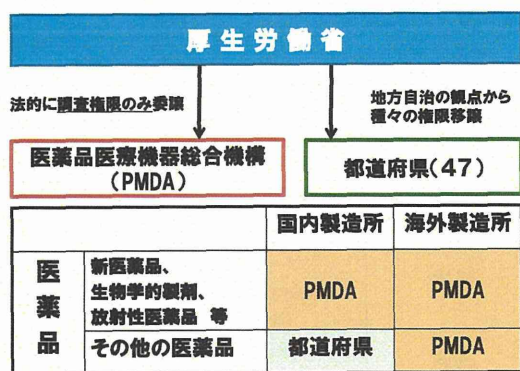 厚生労働省
法的に調査権限のみ委譲
地方自治の観点から
種々の権限移譲
医薬品医療機器総合機構
(PMDA)
都道府県(47)
国内製造所 海外製造所
医薬品
新医薬品、
生物学的製剤、
放射性医薬品 等
PMDA PMDA
その他の医薬品 都道府県 PMDA